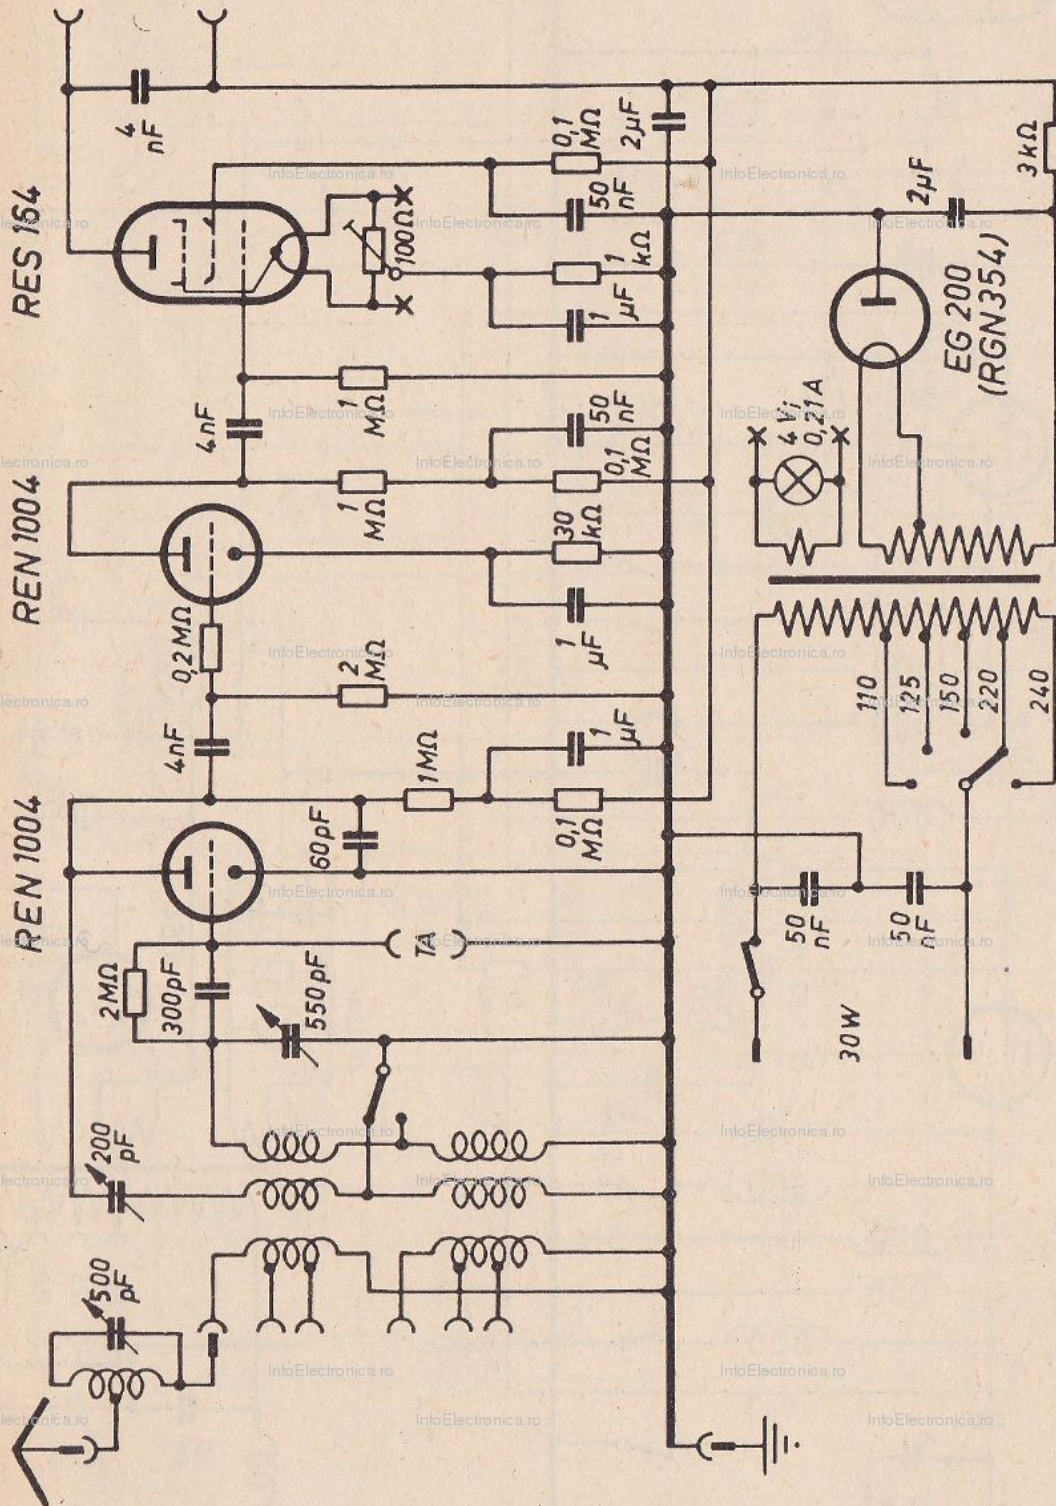 REN 1004
REN 1004
RES 164
500
pF
200
pF
2MΩ
300pF
550pF
TA
60pF
4nF
0,2MΩ
4nF
4
nF
1MΩ
2
MΩ
1
MΩ
1
MΩ
100Ω
0,1
MΩ
1
µF
1
µF
30
kΩ
0,1
MΩ
50
nF
1
µF
1
kΩ
50
nF
0,1
MΩ
2µF
50
nF
50
nF
30W
110
125
150
220
240
4V;
0,21A
EG 200
(RGN354)
2µF
3kΩ
InfoElectronica.ro